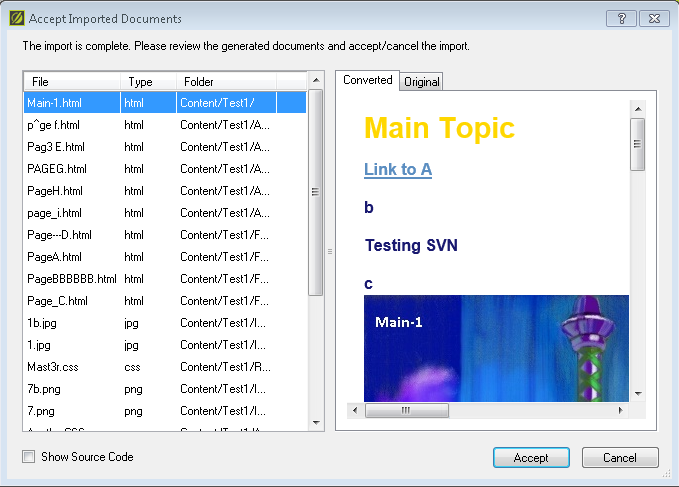 Accept Imported Documents
The import is complete. Please review the generated documents and accept/cancel the import.
File Type Folder
Main-1.html html Content/Test1/
p^ge f.html html Content/Test1/A...
Pag3 E.html html Content/Test1/A...
PAGEG.html html Content/Test1/A...
PageH.html html Content/Test1/A...
page_i.html html Content/Test1/A...
Page---D.html html Content/Test1/F...
PageA.html html Content/Test1/F...
PageBBBBBB.html html Content/Test1/F...
Page_C.html html Content/Test1/F...
1b.jpg jpg Content/Test1/I...
1.jpg jpg Content/Test1/I...
Mast3r.css css Content/Test1/R...
7b.png png Content/Test1/I...
7.png png Content/Test1/I...
Converted Original
Main Topic
Link to A
b
Testing SVN
c
Main-1
Show Source Code
Accept Cancel